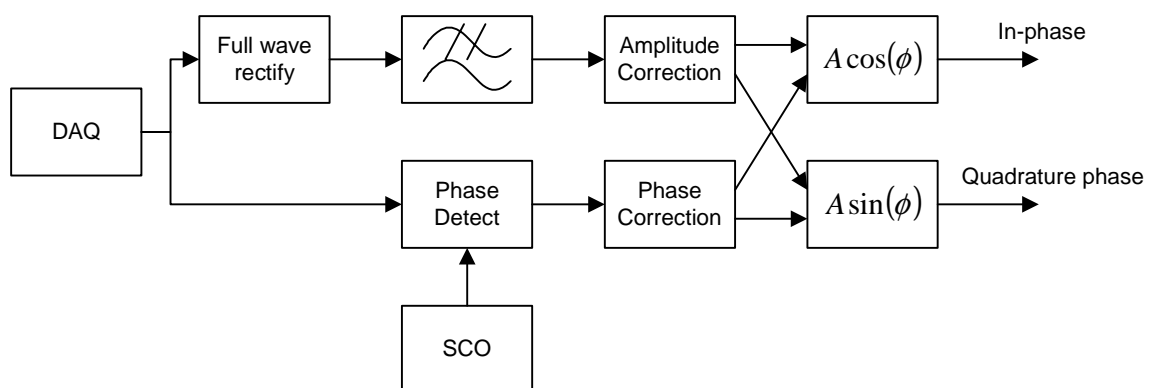 Full wave
rectify
Amplitude
Correction
A cos(ϕ)
In-phase
DAQ
Phase
Detect
Phase
Correction
A sin(ϕ)
Quadrature phase
SCO